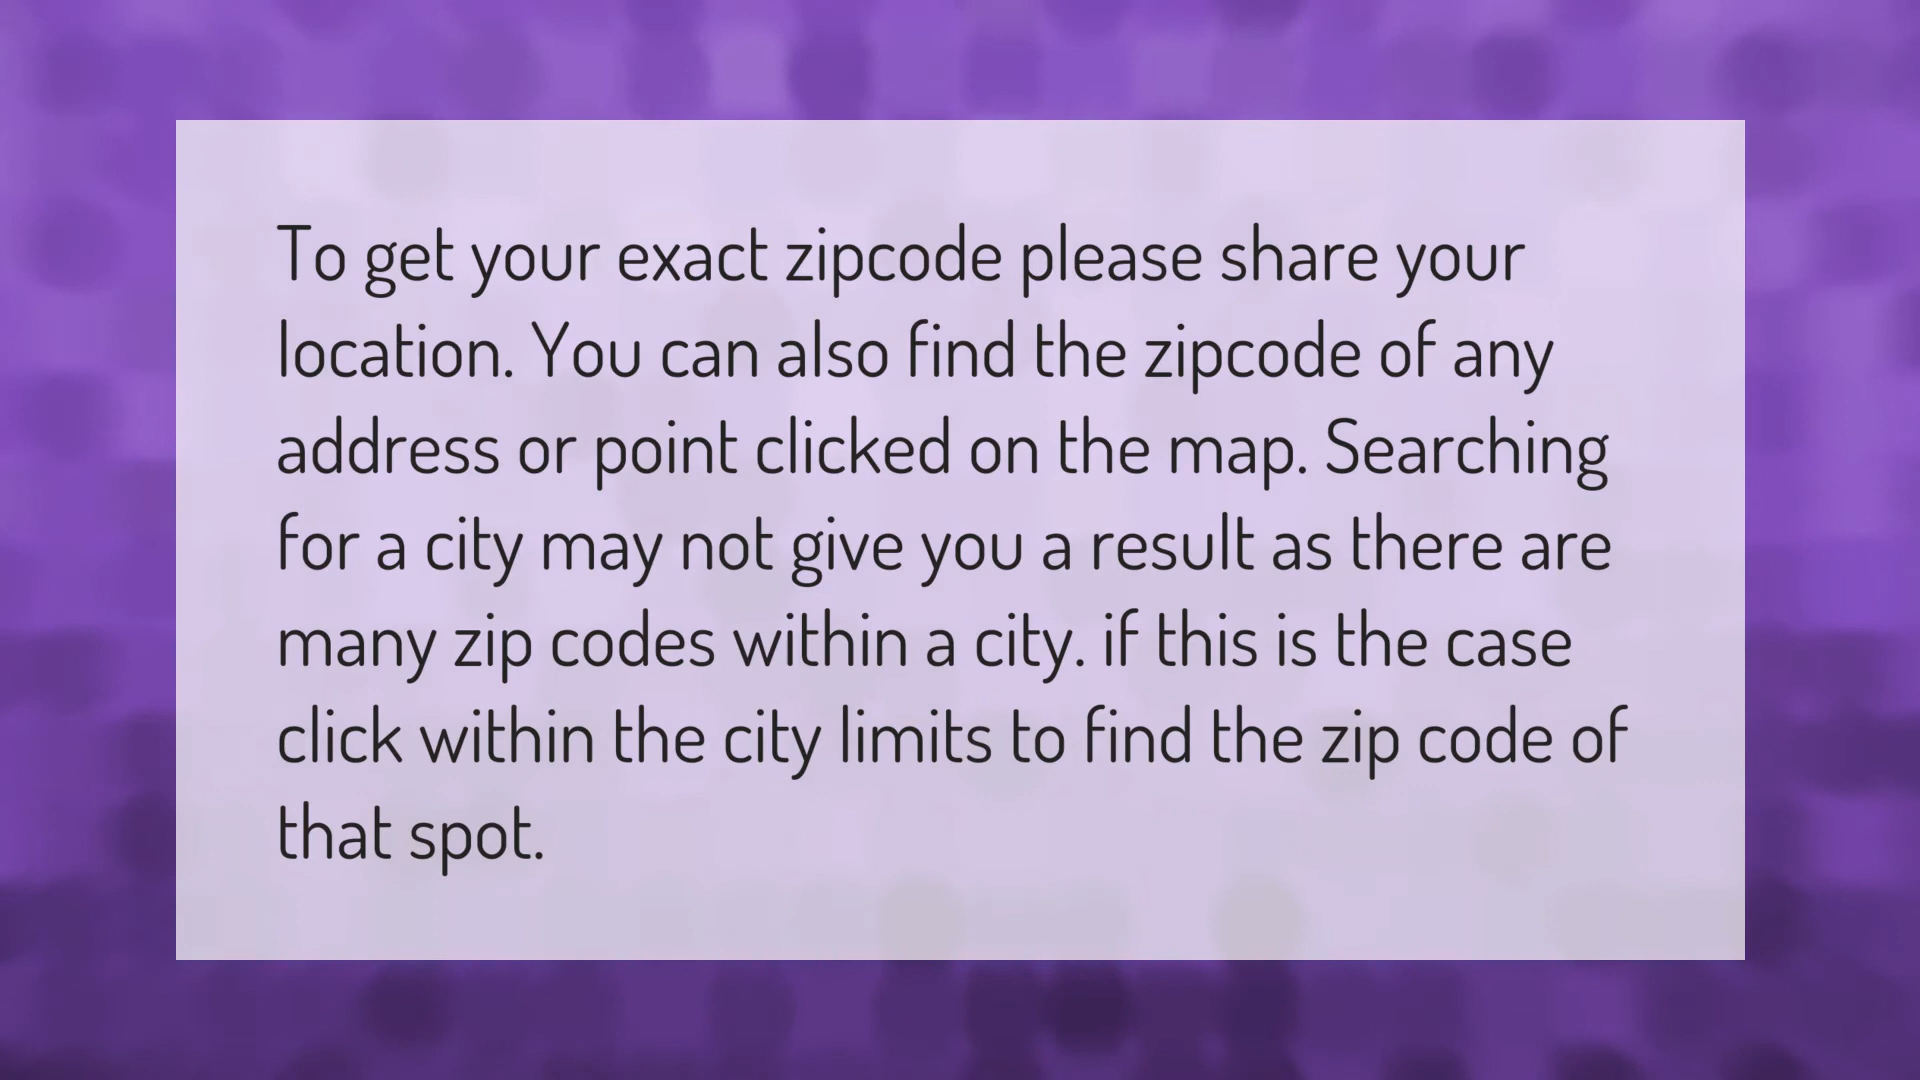 To get your exact zipcode please share your
location. You can also find the zipcode of any
address or point clicked on the map. Searching
for a city may not give you a result as there are
many zip codes within a city. if this is the case
click within the city limits to find the zip code of
that spot.